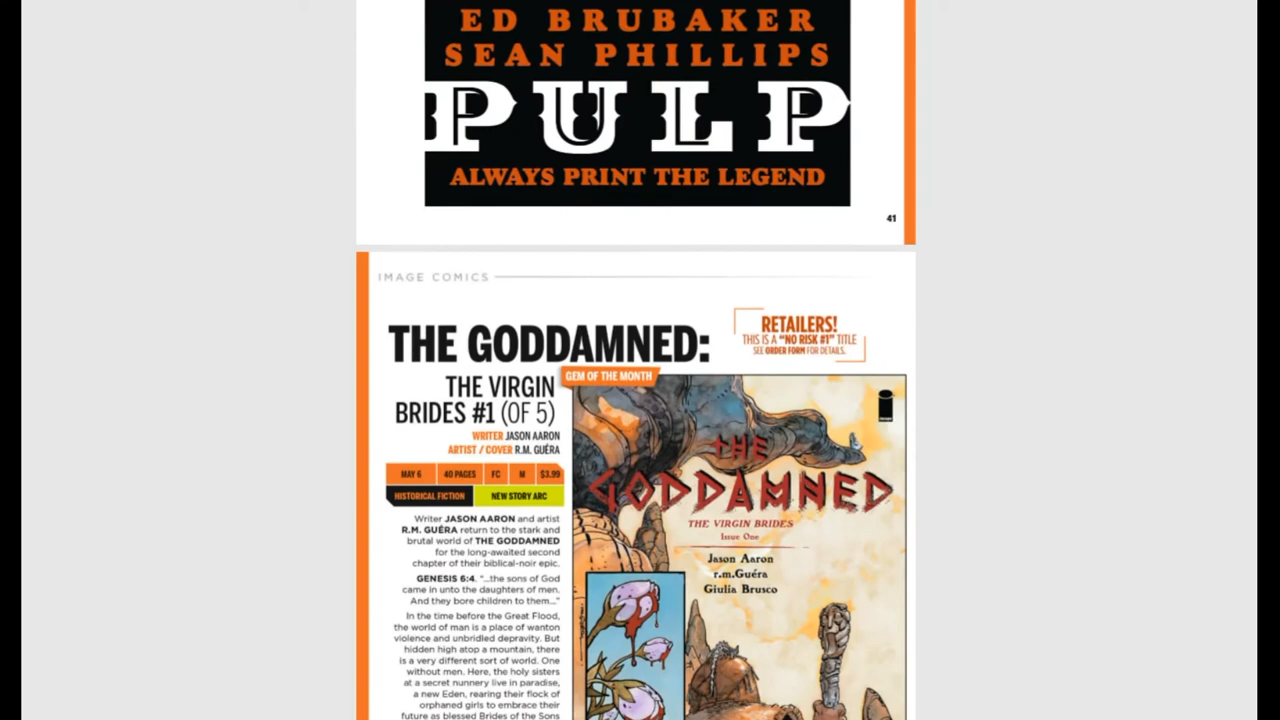 ED BRUBAKER
SEAN PHILLIPS
PULP
ALWAYS PRINT THE LEGEND
41
IMAGE COMICS
THE GODDAMNED:
RETAILERS!
THIS IS A "NO RISK #1" TITLE
SEE ORDER FORM FOR DETAILS.
THE VIRGIN
BRIDES #1 (OF 5)
WRITER JASON AARON
ARTIST / COVER R.M. GUÉRA
MAY 6 40 PAGES FC M $3.99
HISTORICAL FICTION NEW STORY ARC
Writer JASON AARON and artist
R.M. GUÉRA return to the stark and
brutal world of THE GODDAMNED
for the long-awaited second
chapter of their biblical-noir epic.
GENESIS 6:4. "...the sons of God
came in unto the daughters of men.
And they bore children to them..."
In the time before the Great Flood,
the world of man is a place of wanton
violence and unbridled depravity. But
hidden high atop a mountain, there
is a very different sort of world. One
without men. Here, the holy sisters
at a secret nunnery live in paradise,
a new Eden, rearing their flock of
orphaned girls to embrace their
future as blessed Brides of the Sons
GEM OF THE MONTH
THE
GODDAMNED
THE VIRGIN BRIDES
Issue One
Jason Aaron
r.m.Guéra
Giulia Brusco